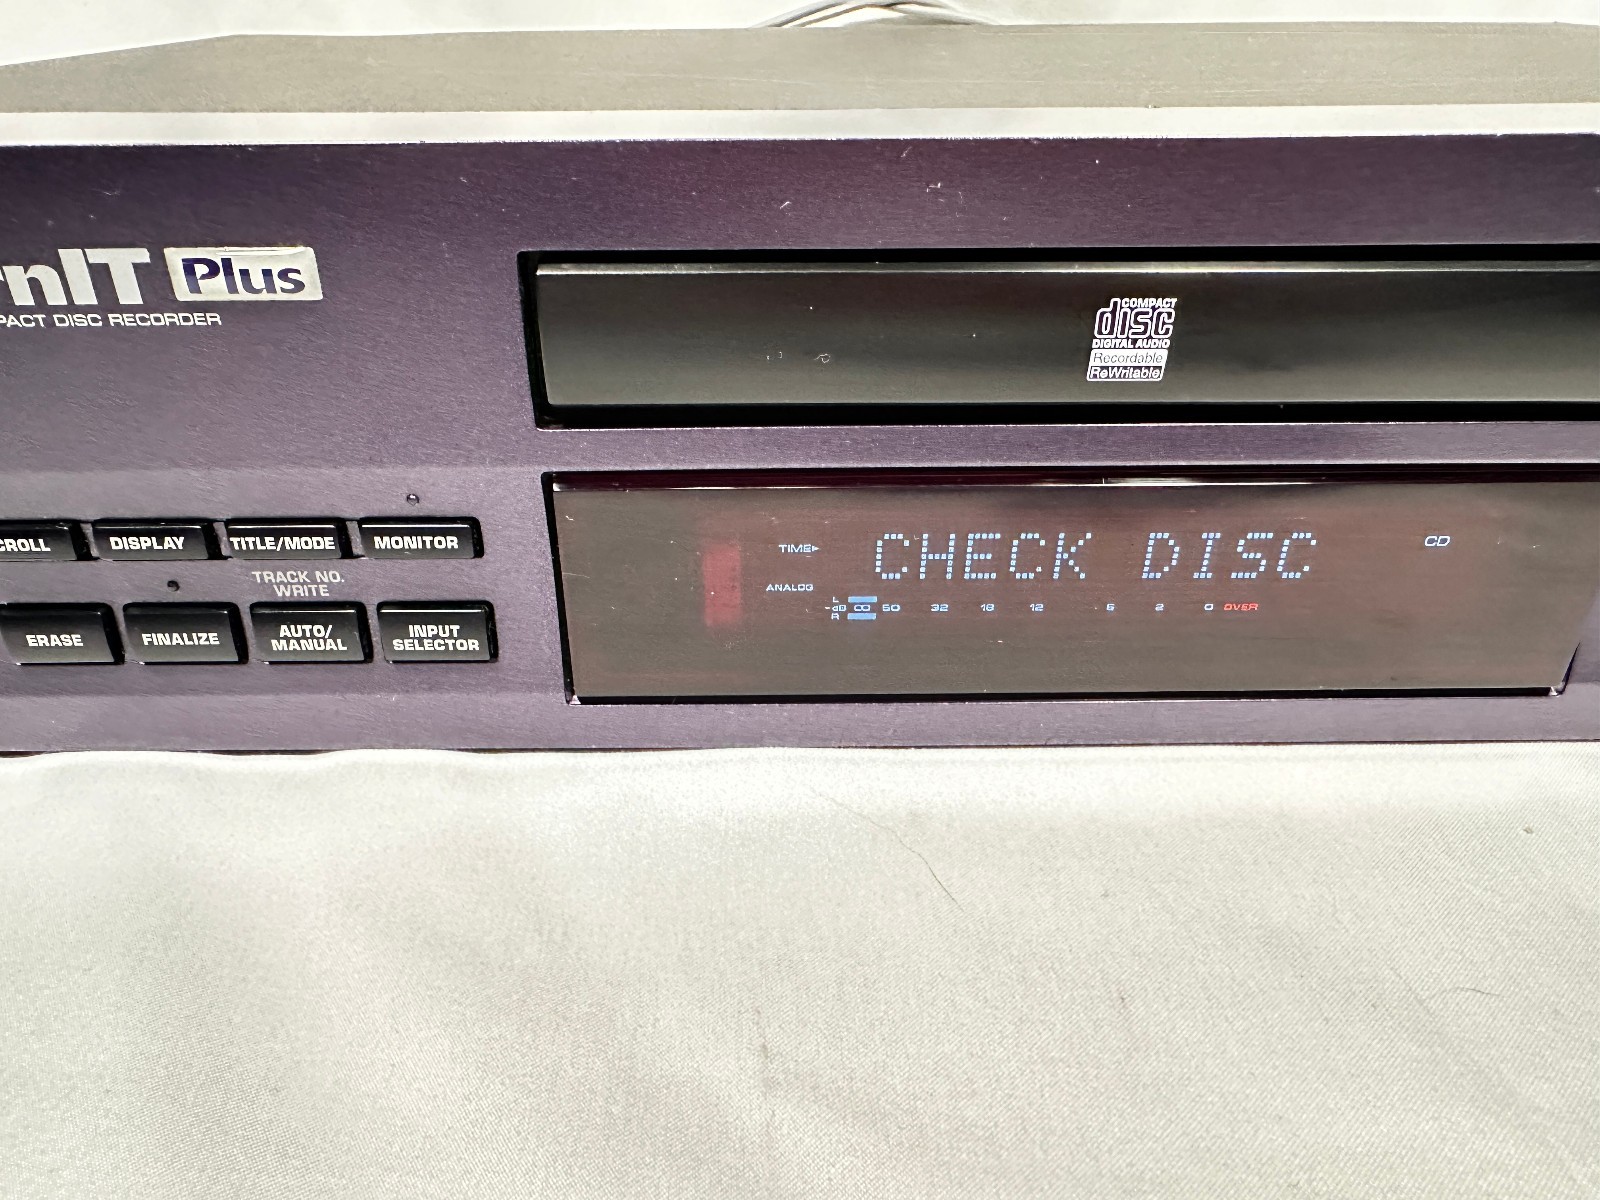 rnIT Plus
PACT DISC RECORDER
COMPACT
disc
DIGITAL AUDIO
Recordable
ReWritable
CROLL DISPLAY TITLE/MODE MONITOR
TRACK NO.
WRITE
ERASE FINALIZE AUTO/
MANUAL INPUT
SELECTOR
TIME CHECK DISC CD
ANALOG
L
-dB ∞ 50 32 18 12 6 2 0 OVER
R